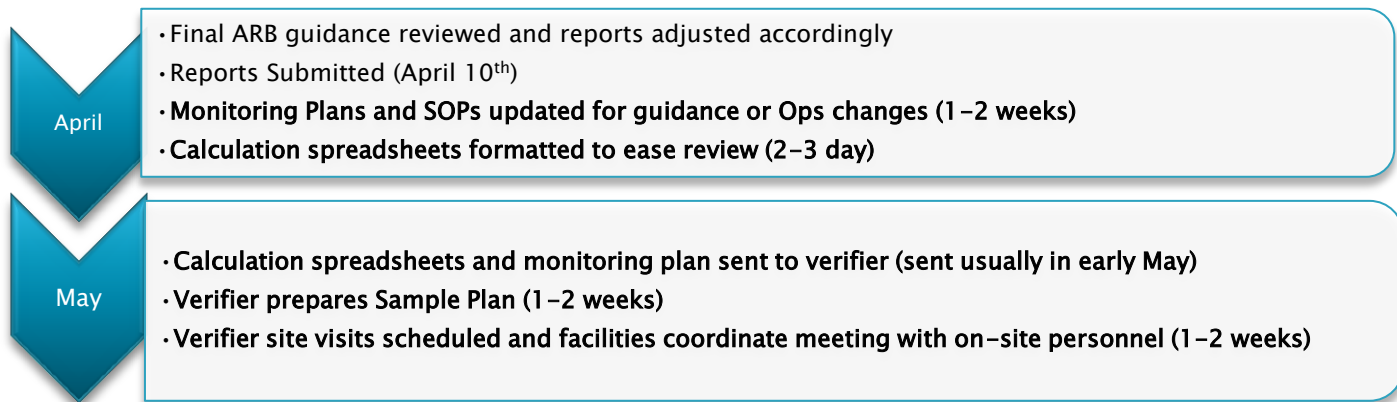 April
·Final ARB guidance reviewed and reports adjusted accordingly
·Reports Submitted (April 10th)
·Monitoring Plans and SOPs updated for guidance or Ops changes (1-2 weeks)
·Calculation spreadsheets formatted to ease review (2-3 day)
May
·Calculation spreadsheets and monitoring plan sent to verifier (sent usually in early May)
·Verifier prepares Sample Plan (1-2 weeks)
·Verifier site visits scheduled and facilities coordinate meeting with on-site personnel (1-2 weeks)